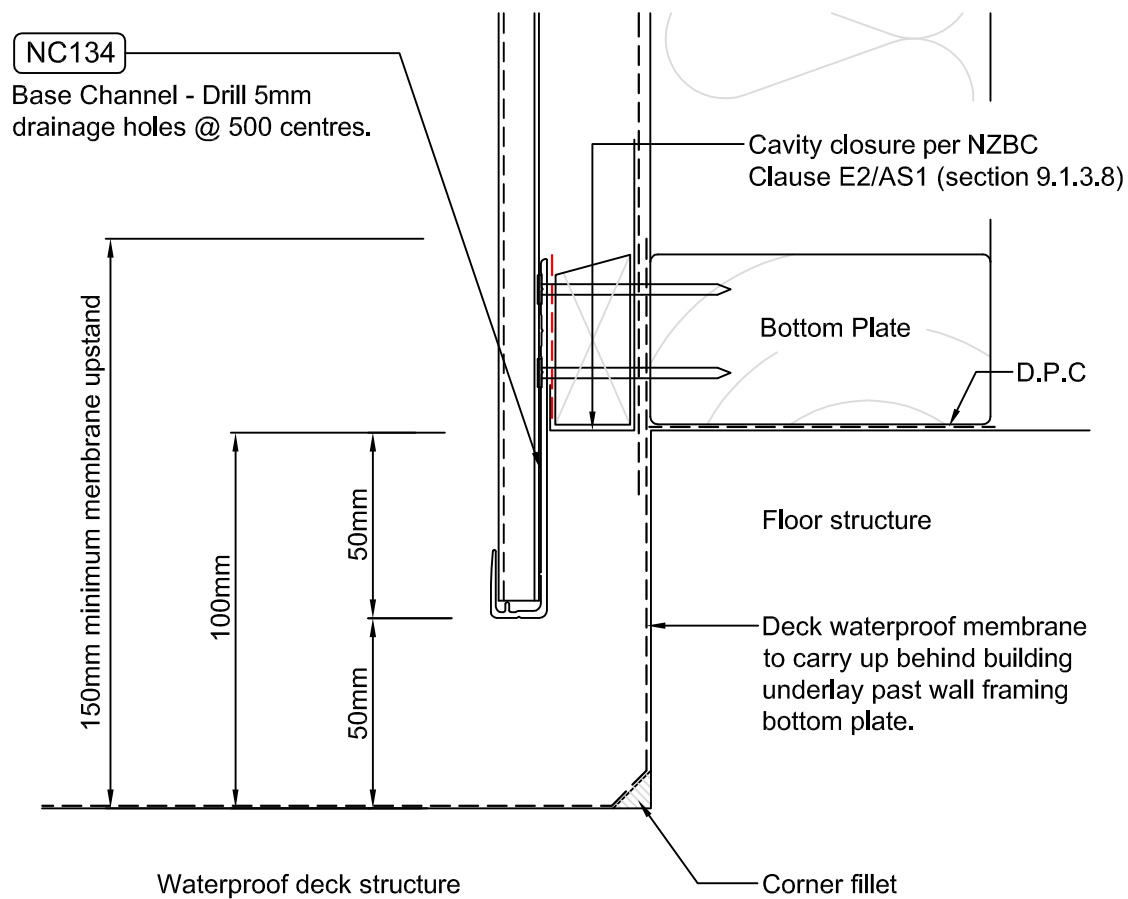 NC134
Base Channel - Drill 5mm
drainage holes @ 500 centres.
Cavity closure per NZBC
Clause E2/AS1 (section 9.1.3.8)
150mm minimum membrane upstand
Bottom Plate
D.P.C
100mm
50mm
Floor structure
50mm
Deck waterproof membrane
to carry up behind building
underlay past wall framing
bottom plate.
Waterproof deck structure
Corner fillet